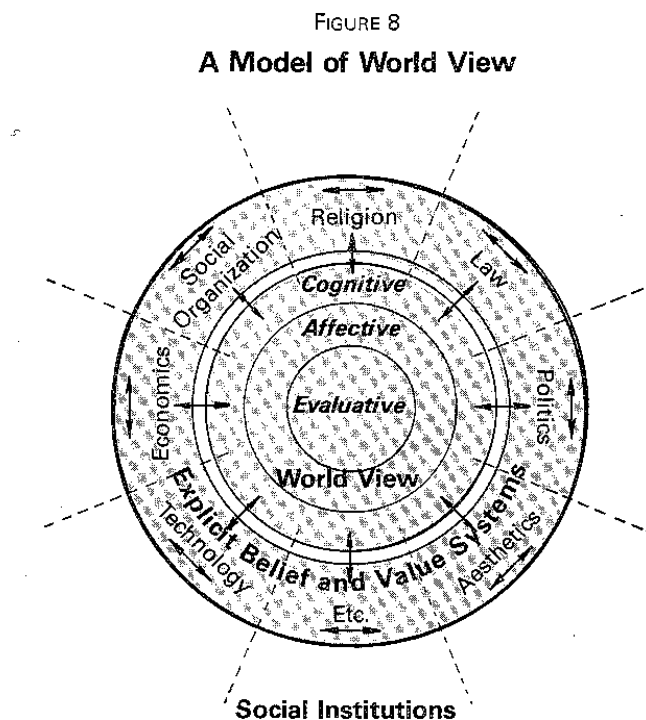 FIGURE 8
A Model of World View
Religion
Social
Organization
Law
Cognitive
Affective
Economics
Evaluative
Politics
World View
Explicit Belief and Value Systems
Technology
Aesthetics
Etc.
Social Institutions